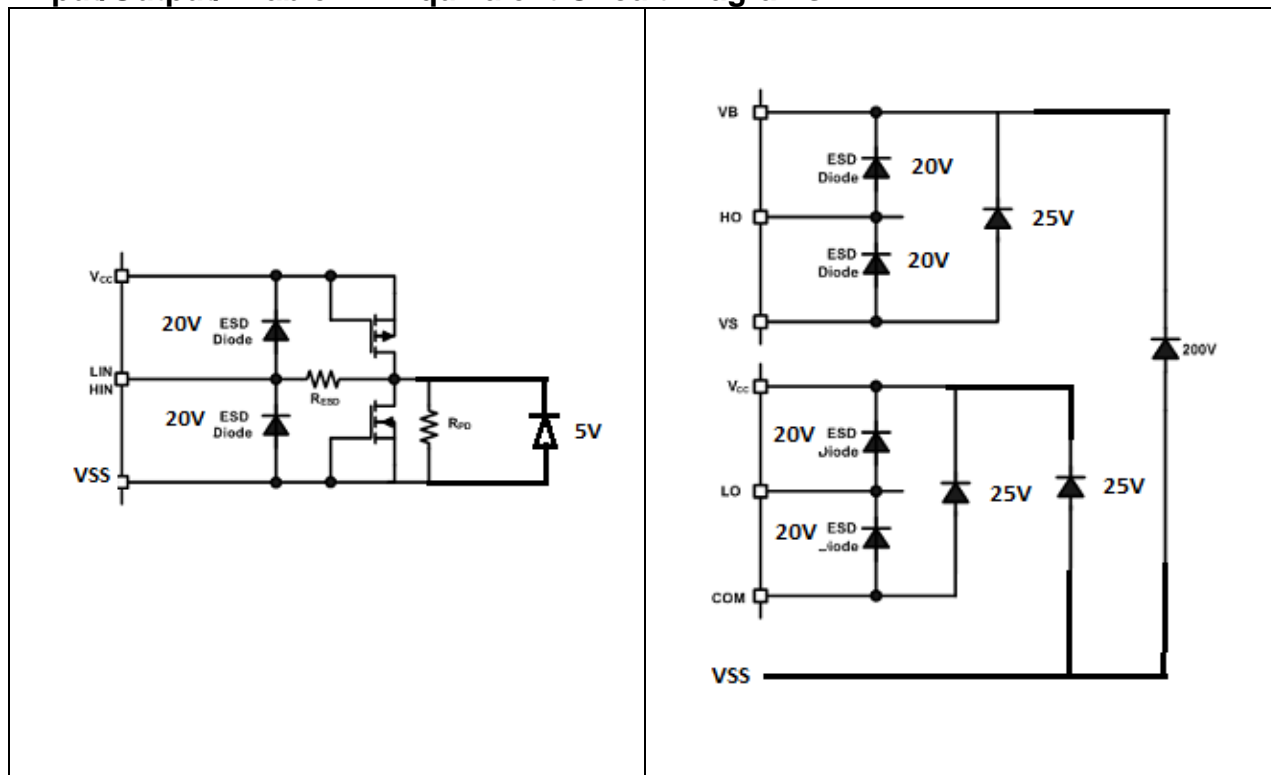 VCC
20V ESD
Diode
LIN
HIN
RESD
20V ESD
Diode
RPD
5V
VSS
VB
ESD
Diode
20V
HO
25V
ESD
Diode
20V
VS
200V
VCC
20V ESD
LO
25V
25V
20V ESD
COM
VSS